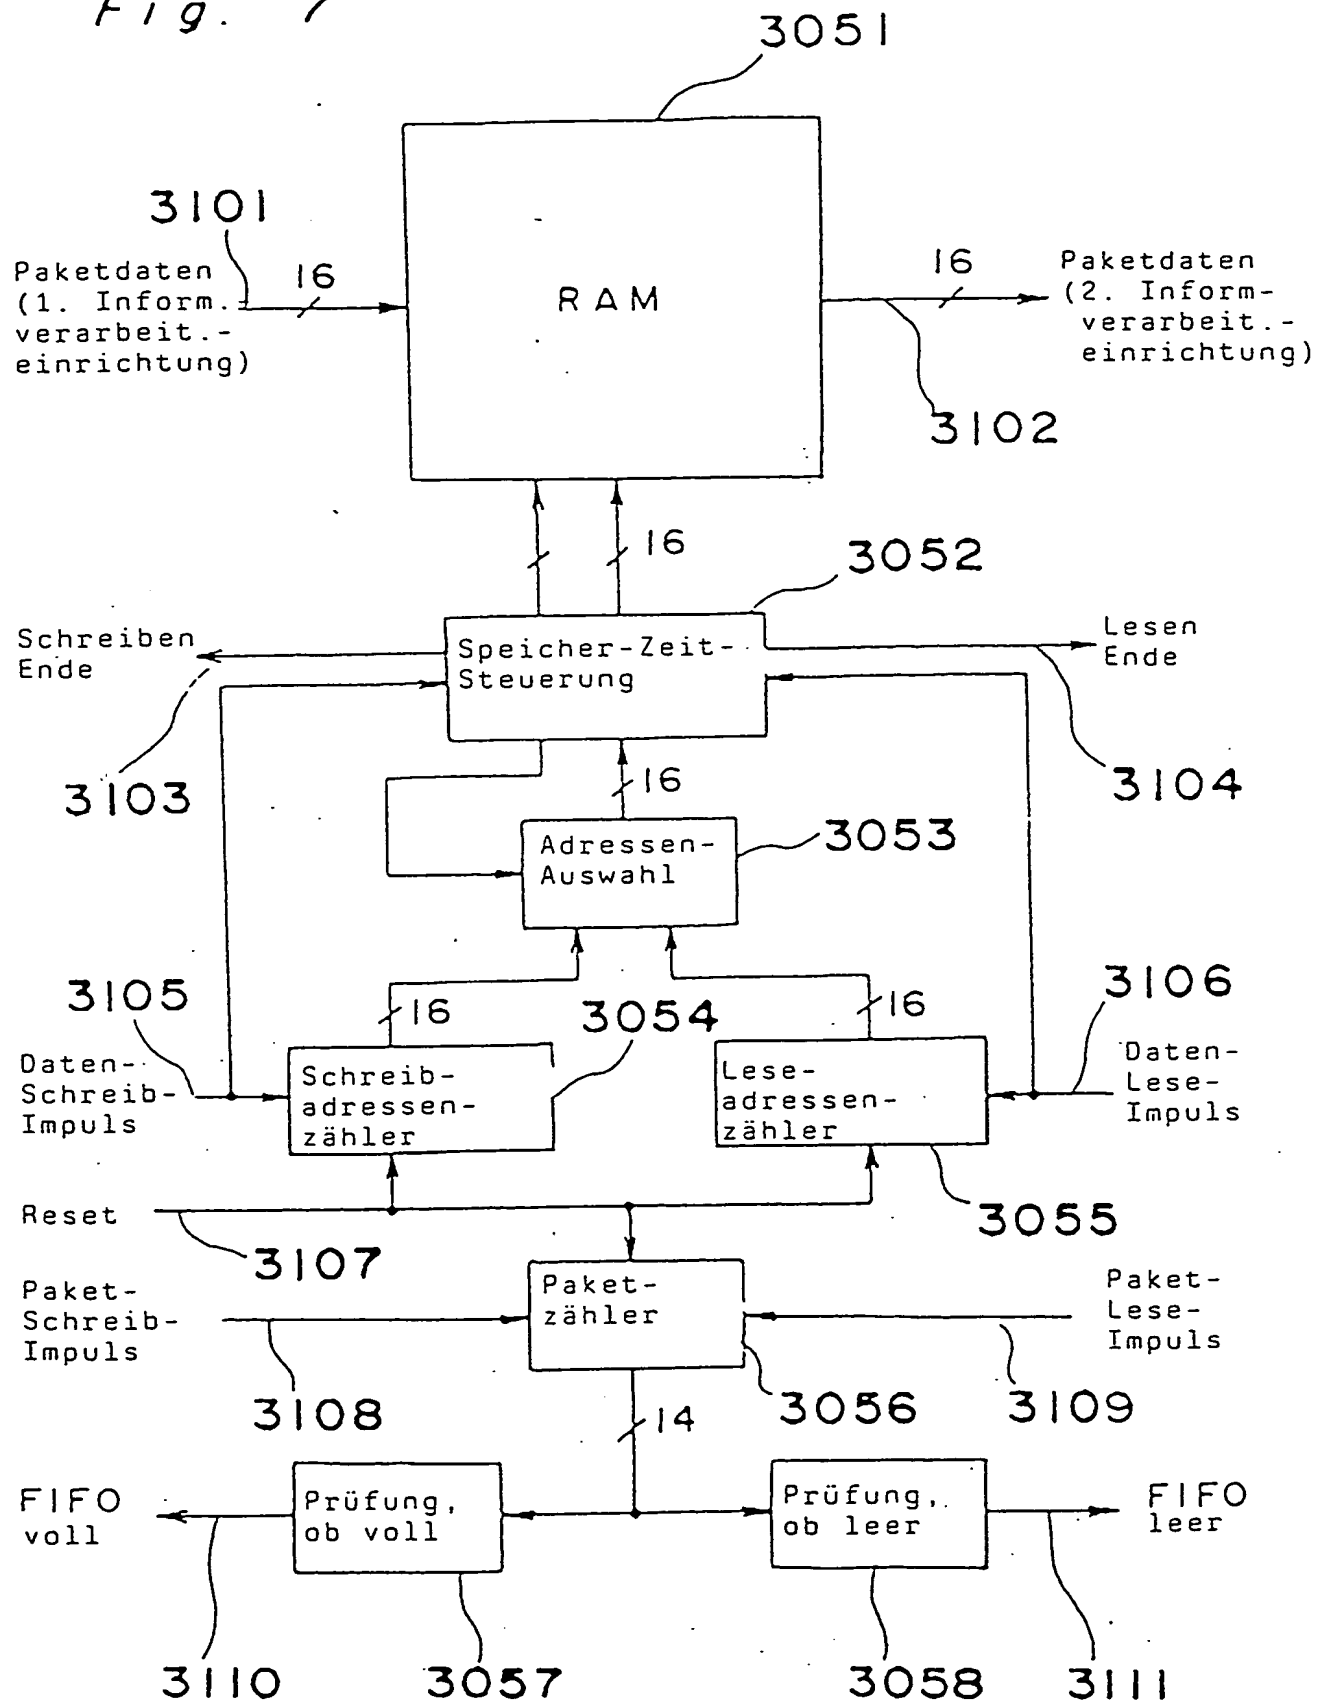 Fig. 7
3051
3101
Paketdaten
(1. Inform.-
verarbeit.-
einrichtung)
16
RAM
16
Paketdaten
(2. Inform-
verarbeit.-
einrichtung)
3102
16
3052
Schreiben
Ende
Speicher-Zeit-
Steuerung
Lesen
Ende
3103
16
3104
Adressen-
Auswahl
3053
3105
16
3054
16
3106
Daten-
Schreib-
Impuls
Schreib-
adressen-
zähler
Lese-
adressen-
zähler
Daten-
Lese-
Impuls
Reset
3107
3055
Paket-
Schreib-
Impuls
Paket-
zähler
Paket-
Lese-
Impuls
3108
14
3056
3109
FIFO
voll
Prüfung,
ob voll
Prüfung,
ob leer
FIFO
leer
3110
3057
3058
3111